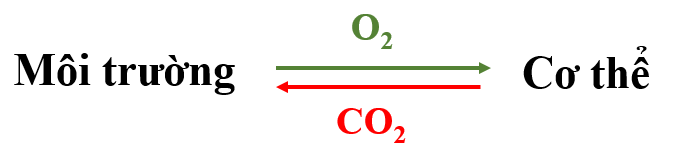 O₂
Môi trường Cơ thể
CO₂